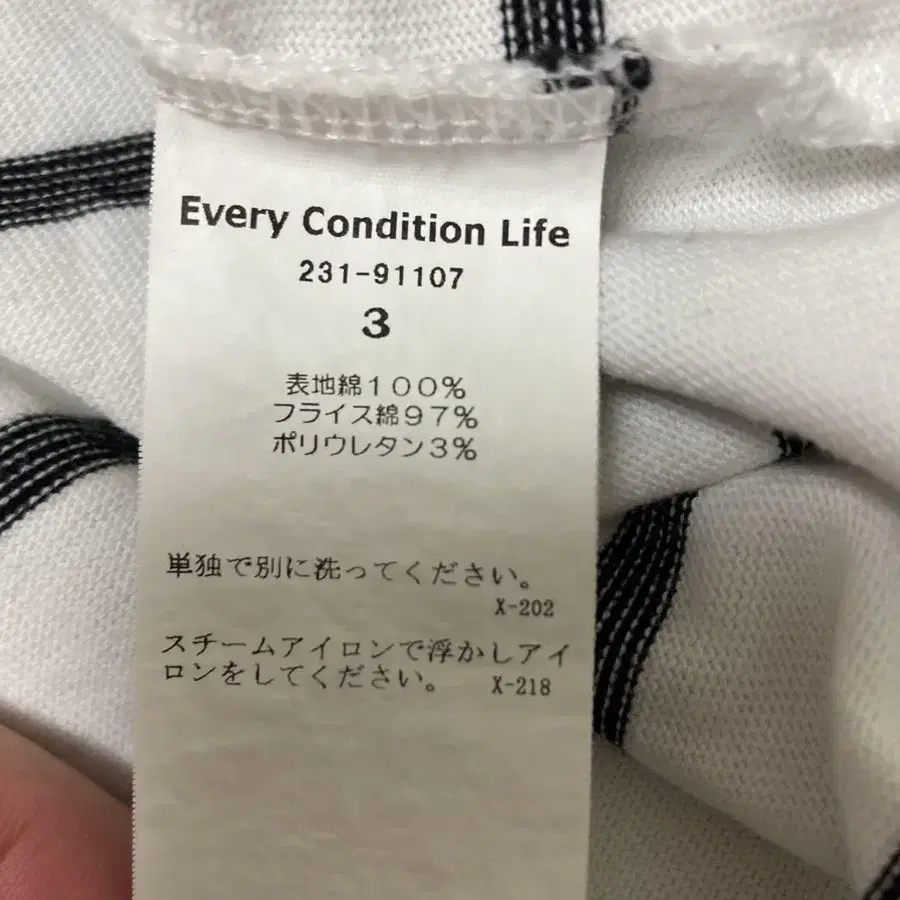 Every Condition Life
231-91107
3
表地綿１００％
フライス綿９７％
ポリウレタン３％
単独で別に洗ってください。
X-202
スチームアイロンで浮かしアイ
ロンをしてください。 X-218